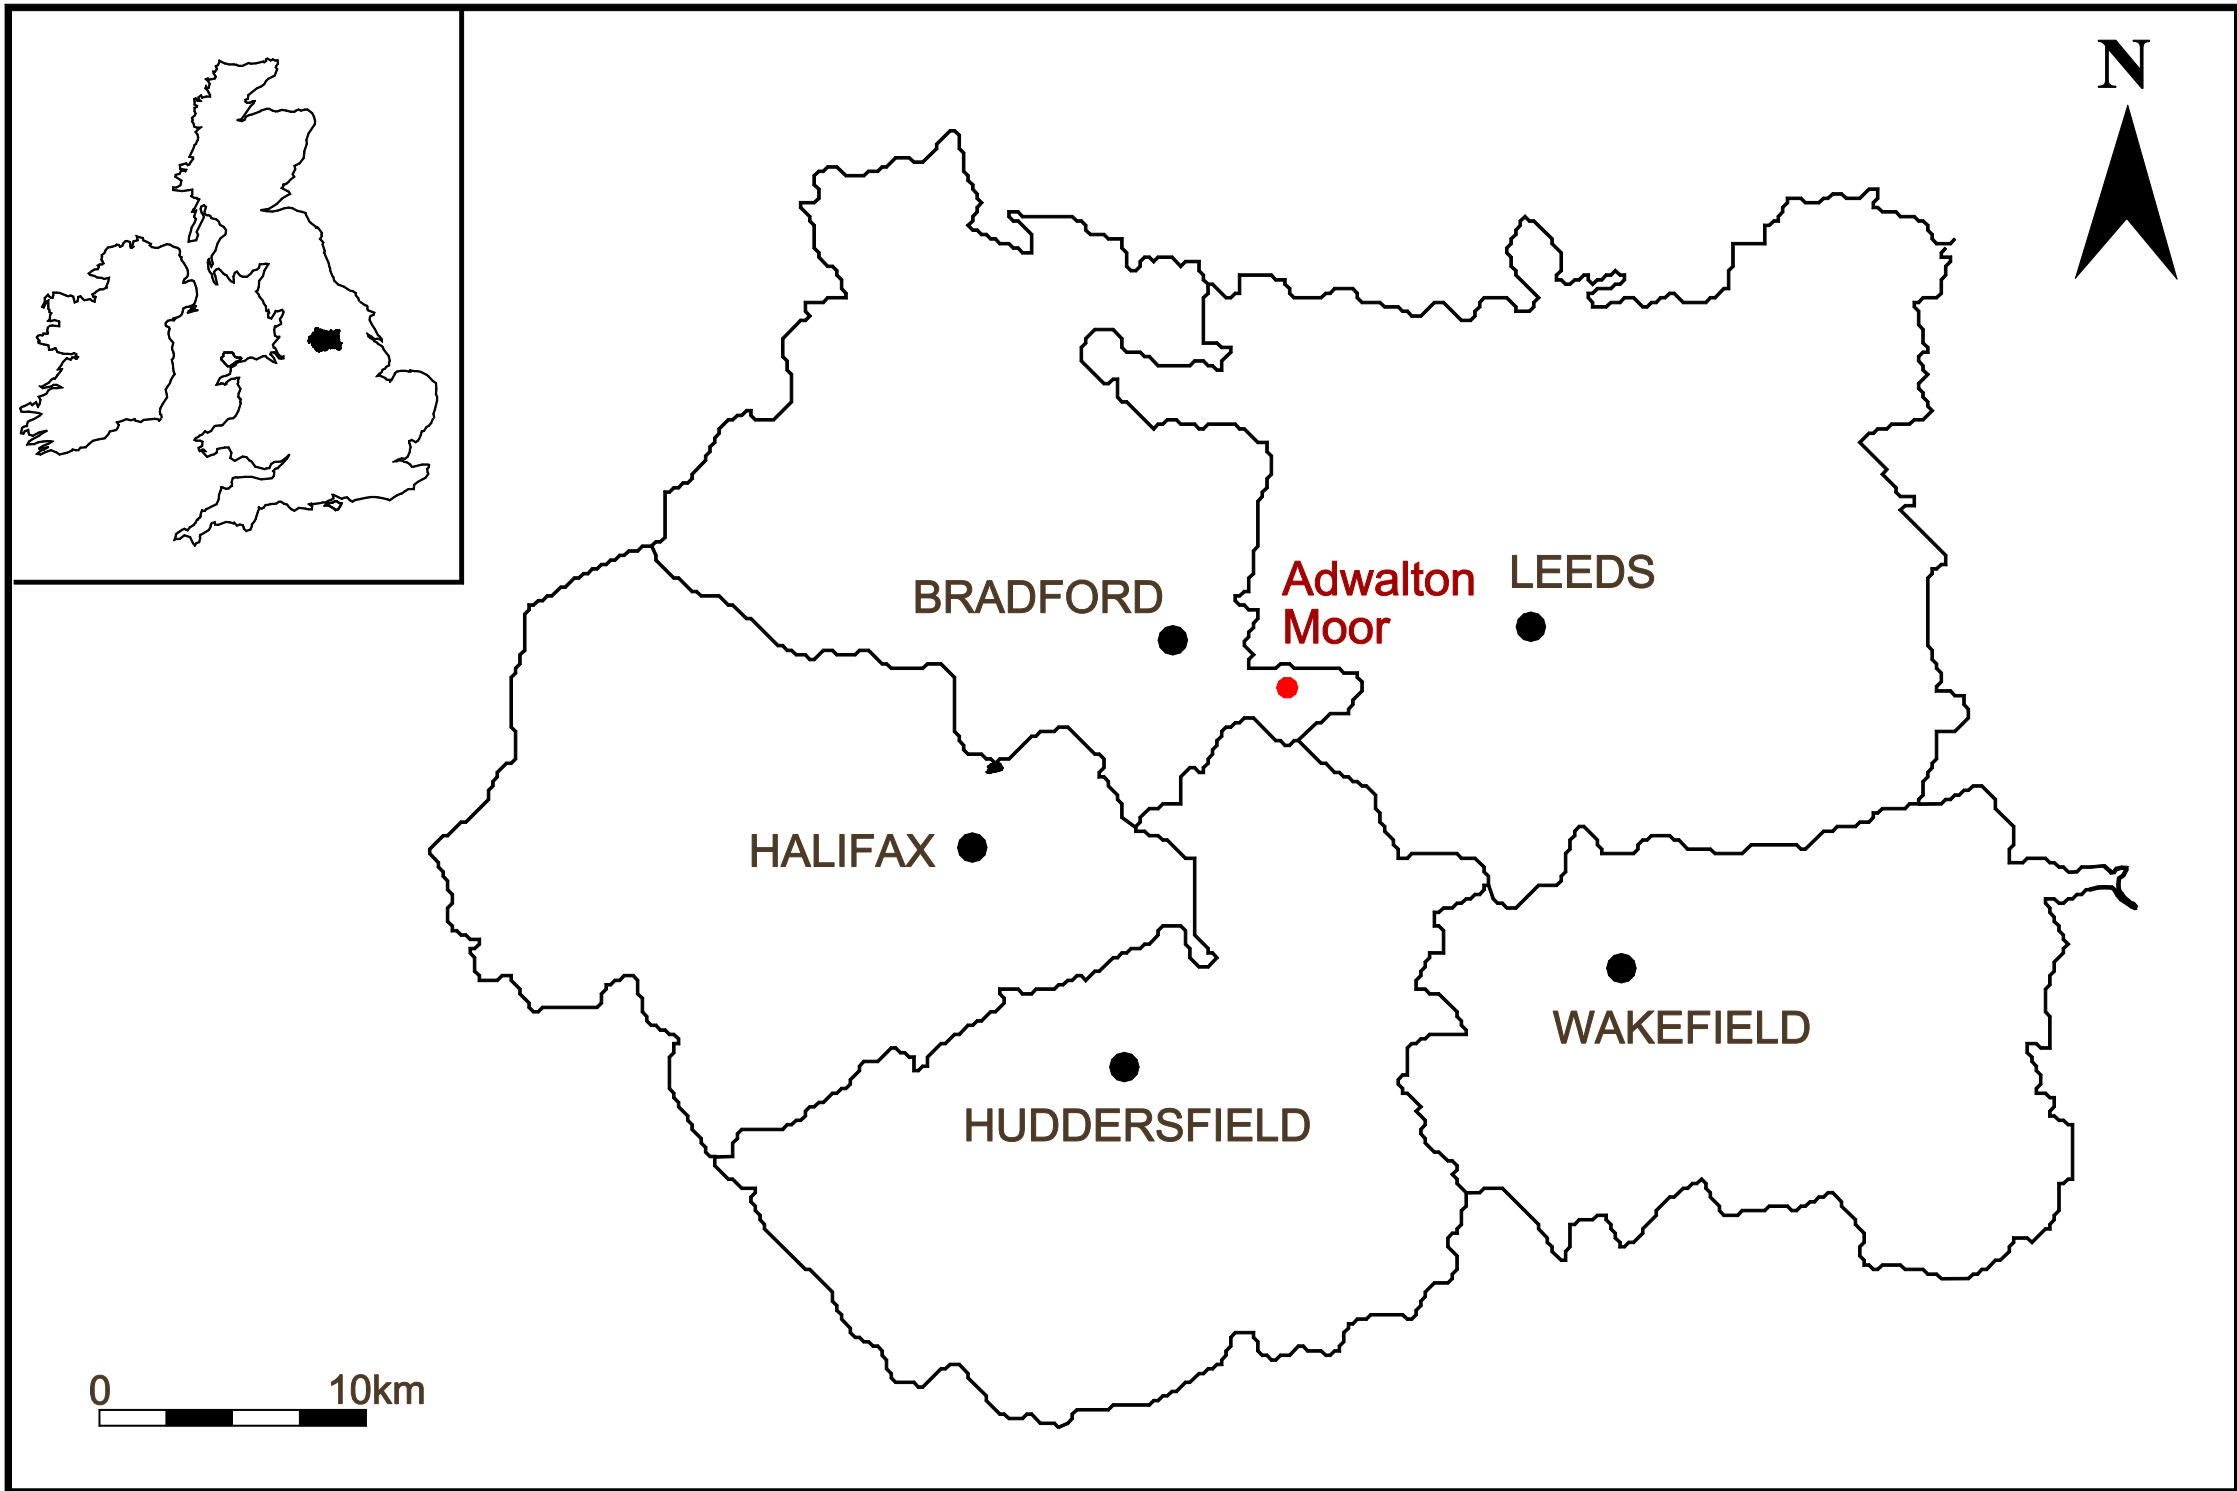 N
BRADFORD
Adwalton
Moor
LEEDS
HALIFAX
WAKEFIELD
HUDDERSFIELD
0 10km